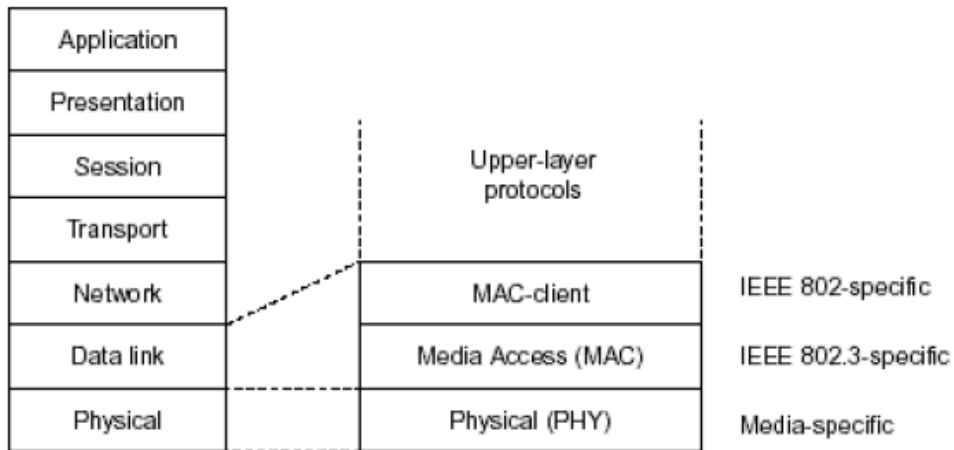 Application
Presentation
Session
Transport
Network
Data link
Physical
Upper-layer
protocols
MAC-client
Media Access (MAC)
Physical (PHY)
IEEE 802-specific
IEEE 802.3-specific
Media-specific